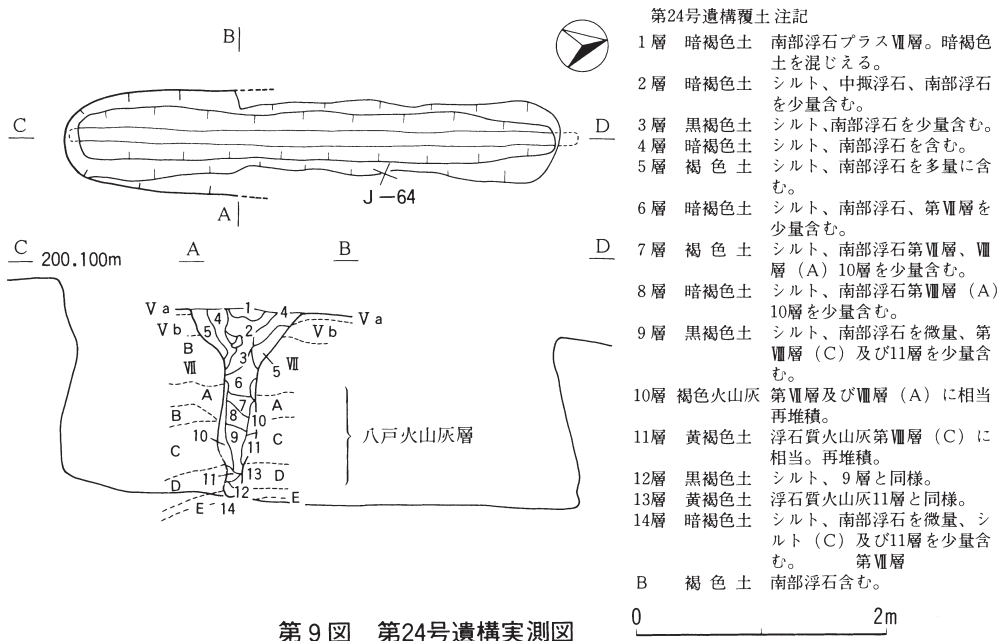 B
C
D
J－64
A
C 200.100m A B D
Va 4 1 4 Va
Vb 5 2 Vb
B 3
Ⅶ Ⅶ 5
A 6 A
7
B 8 10
10 9 C
C 11
八戸火山灰層
D 11 13 D
12 E
E 14
第24号遺構覆土注記
1層 暗褐色土 南部浮石プラスⅦ層。暗褐色
土を混じえる。
2層 暗褐色土 シルト、中掫浮石、南部浮石
を少量含む。
3層 黒褐色土 シルト、南部浮石を少量含む。
4層 暗褐色土 シルト、南部浮石を含む。
5層 褐色土 シルト、南部浮石を多量に含
む。
6層 暗褐色土 シルト、南部浮石、第Ⅶ層を
少量含む。
7層 褐色土 シルト、南部浮石第Ⅶ層、Ⅷ
層（A）10層を少量含む。
8層 暗褐色土 シルト、南部浮石第Ⅷ層（A）
10層を少量含む。
9層 黒褐色土 シルト、南部浮石を微量、第
Ⅷ層（C）及び11層を少量含
む。
10層 褐色火山灰 第Ⅶ層及びⅧ層（A）に相当
再堆積。
11層 黄褐色土 浮石質火山灰第Ⅷ層（C）に
相当。再堆積。
12層 黒褐色土 シルト、9層と同様。
13層 黄褐色土 浮石質火山灰11層と同様。
14層 暗褐色土 シルト、南部浮石を微量、シ
ルト（C）及び11層を少量含
む。 第Ⅶ層
B 褐色土 南部浮石含む。
0 2m
第9図 第24号遺構実測図